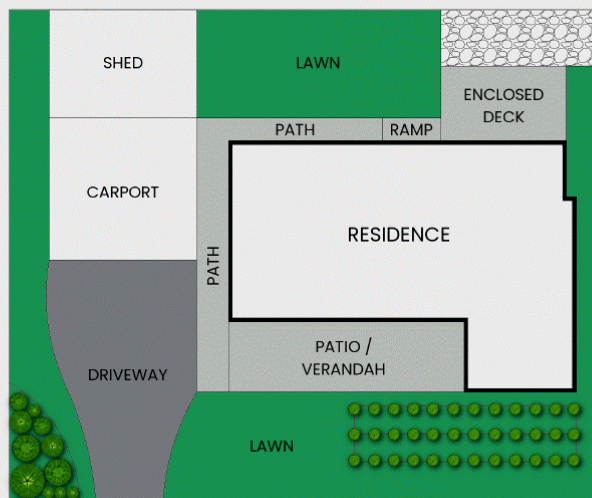 SHED
LAWN
ENCLOSED
DECK
PATH
RAMP
CARPORT
RESIDENCE
PATH
PATIO /
VERANDAH
DRIVEWAY
LAWN